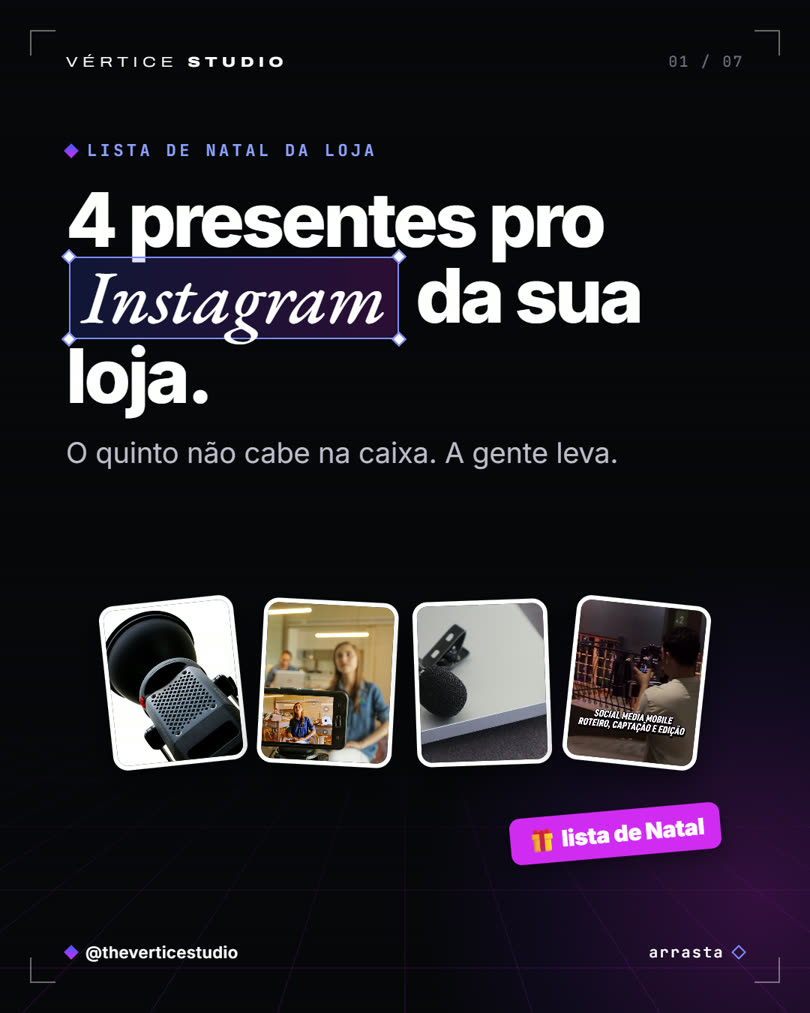 VÉRTICE STUDIO
01 / 07
LISTA DE NATAL DA LOJA
4 presentes pro
Instagram da sua
loja.
O quinto não cabe na caixa. A gente leva.
SOCIAL MEDIA MOBILE
ROTEIRO, CAPTAÇÃO E EDIÇÃO
🎁 lista de Natal
@theverticestudio
arrasta